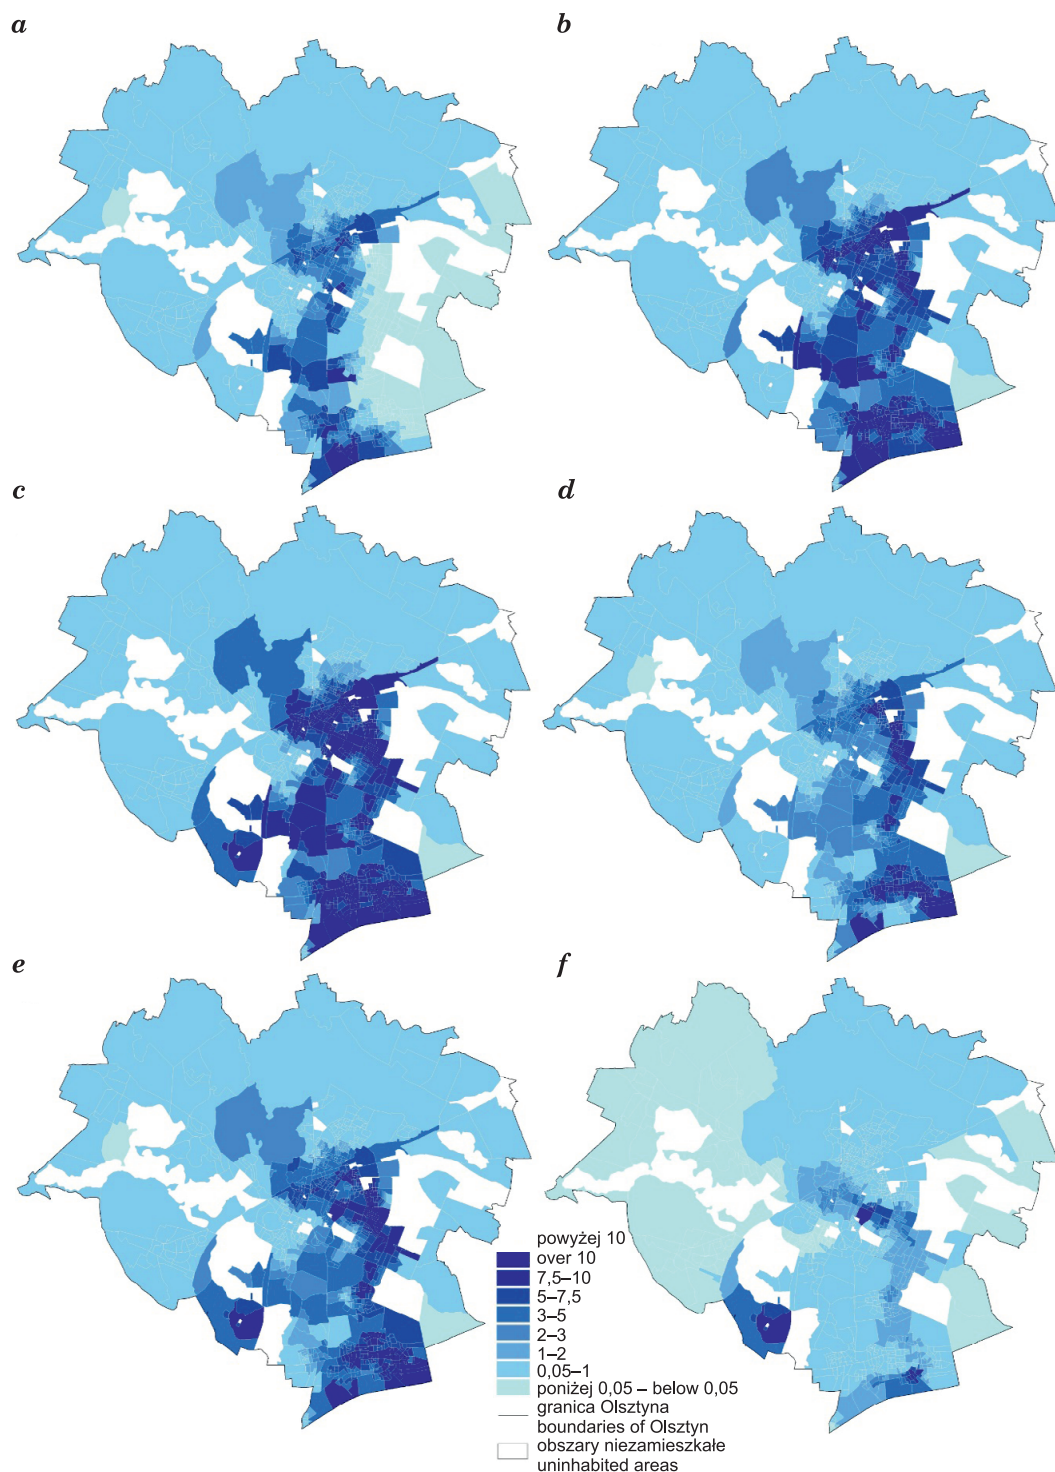 a
b
c
d
e
f
powyżej 10
over 10
7,5–10
5–7,5
3–5
2–3
1–2
0,05–1
poniżej 0,05 – below 0,05
granica Olsztyna
boundaries of Olsztyn
obszary niezamieszkałe
uninhabited areas